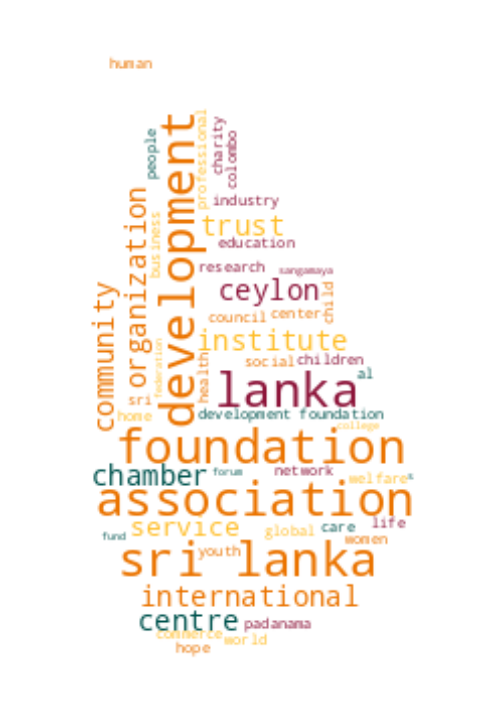 human
development
professional
charity
colombo
people
industry
organization
business
trust
education
research
sangamaya
ceylon
child
community
council
center
institute
federation
health
social
children
al
lanka
sri
home
development foundation
college
foundation
chamber
forum
network
welfare
s
association
service
fund
global
care
life
women
youth
sri lanka
international
centre
padanama
commerce
world
hope